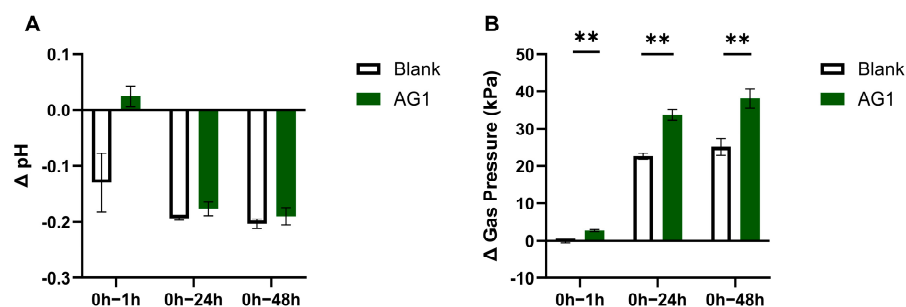 A
Δ pH
0.1
0.0
-0.1
-0.2
-0.3
0h–1h 0h–24h 0h–48h
Blank
AG1
B
Δ Gas Pressure (kPa)
** ** **
50
40
30
20
10
0
-10
0h–1h 0h–24h 0h–48h
Blank
AG1